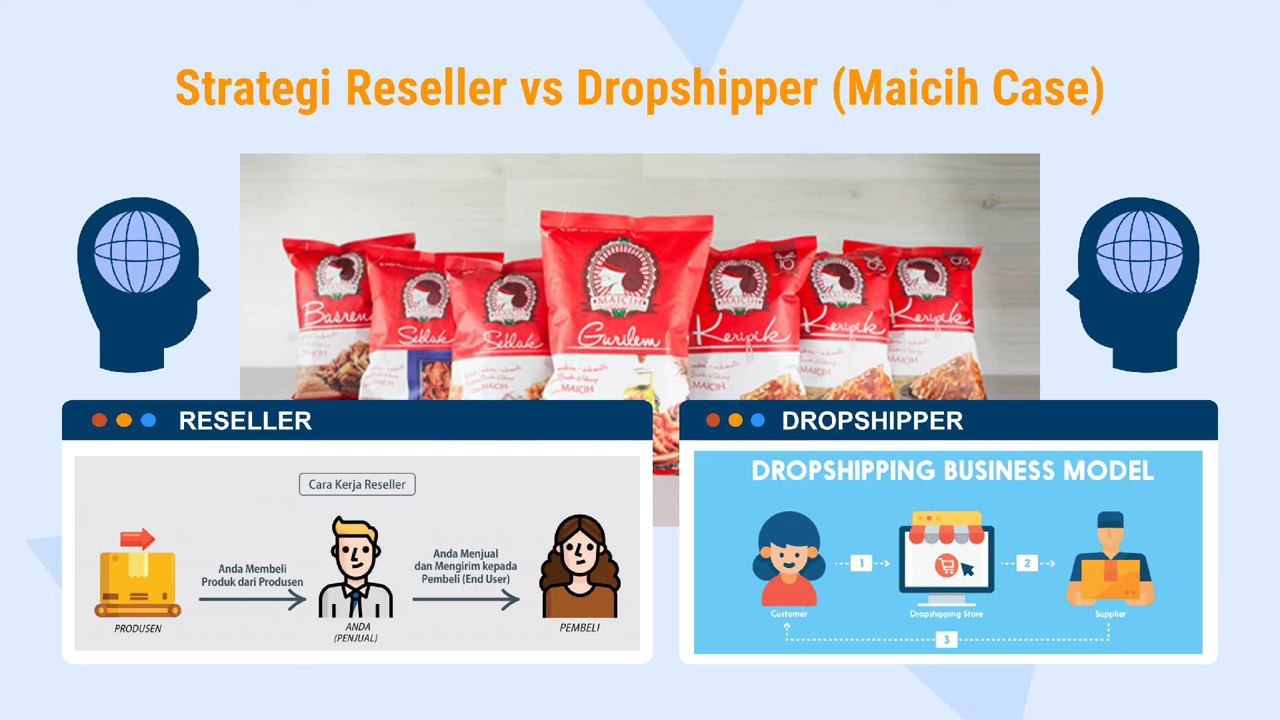 Strategi Reseller vs Dropshipper (Maicih Case)
MAICIH
Basreng
Seblak
Seblak
Gurilem
Keripik
Keripik
Keripik
RESELLER
Cara Kerja Reseller
Anda Membeli
Produk dari Produsen
Anda Menjual
dan Mengirim kepada
Pembeli (End User)
PRODUSEN
ANDA
(PENJUAL)
PEMBELI
DROPSHIPPER
DROPSHIPPING BUSINESS MODEL
1
2
Customer
Dropshipping Store
Supplier
3